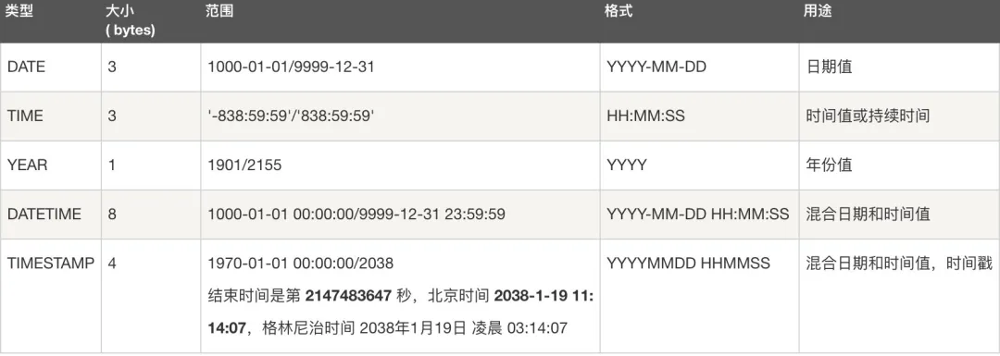 类型 大小 范围 格式 用途
( bytes)
DATE 3 1000-01-01/9999-12-31 YYYY-MM-DD 日期值
TIME 3 '-838:59:59'/'838:59:59' HH:MM:SS 时间值或持续时间
YEAR 1 1901/2155 YYYY 年份值
DATETIME 8 1000-01-01 00:00:00/9999-12-31 23:59:59 YYYY-MM-DD HH:MM:SS 混合日期和时间值
TIMESTAMP 4 1970-01-01 00:00:00/2038 YYYYMMDD HHMMSS 混合日期和时间值，时间戳
结束时间是第 2147483647 秒，北京时间 2038-1-19 11:
14:07，格林尼治时间 2038年1月19日 凌晨 03:14:07